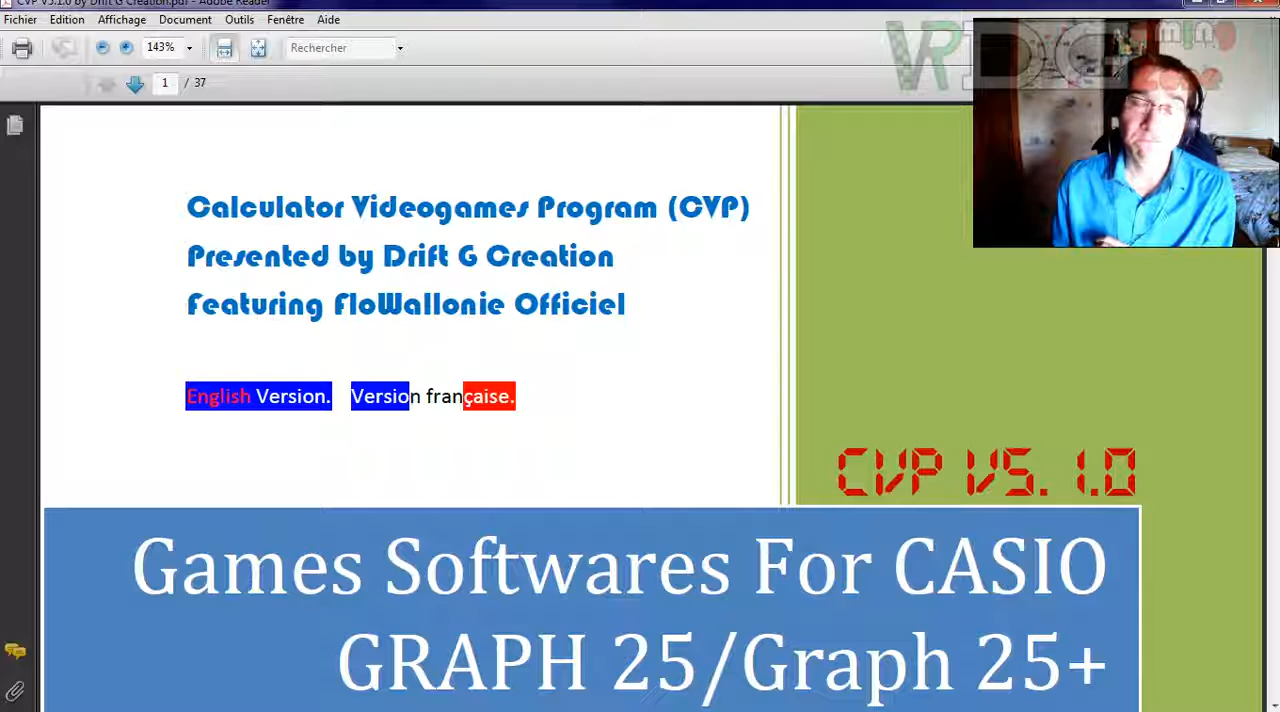 CVP V5.1.0 by Drift G Creation.pdf - Adobe Reader
Fichier Edition Affichage Document Outils Fenêtre Aide
143% Rechercher
1 / 37
VRDG
Calculator Videogames Program (CVP)
Presented by Drift G Creation
Featuring FloWallonie Officiel
English Version. Version française.
CVP V5.1.0
Games Softwares For CASIO
GRAPH 25/Graph 25+